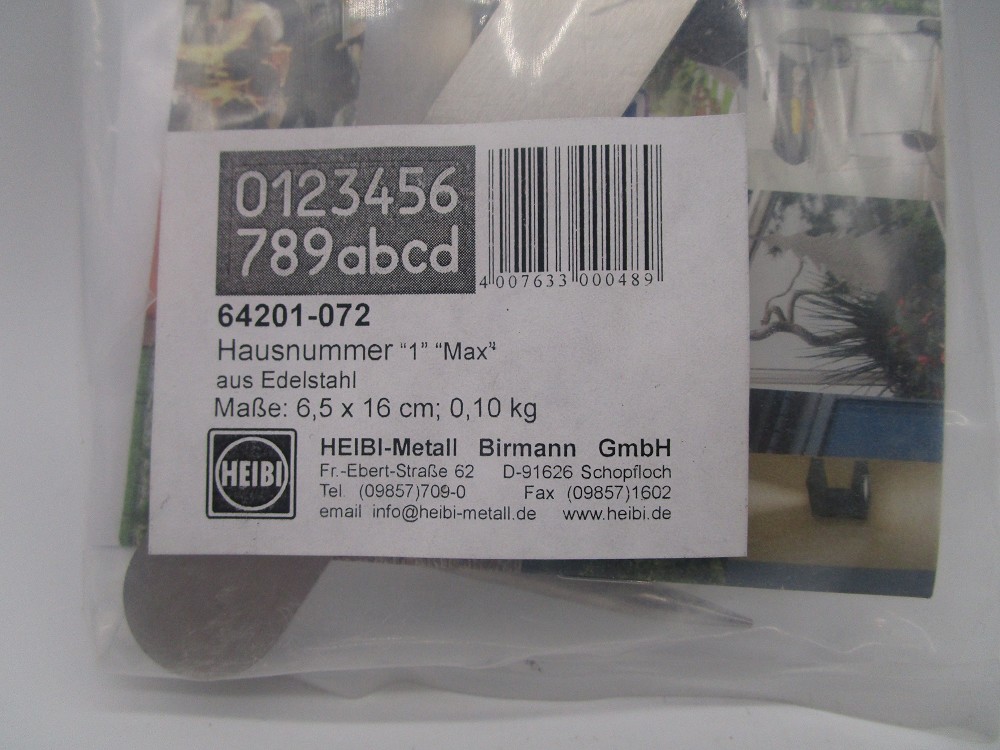 0123456
789abcd
4 007633 000489
64201-072
Hausnummer “1” “Max”
aus Edelstahl
Maße: 6,5 x 16 cm; 0,10 kg
HEIBI
HEIBI-Metall Birmann GmbH
Fr.-Ebert-Straße 62 D-91626 Schopfloch
Tel. (09857)709-0 Fax (09857)1602
email info@heibi-metall.de www.heibi.de